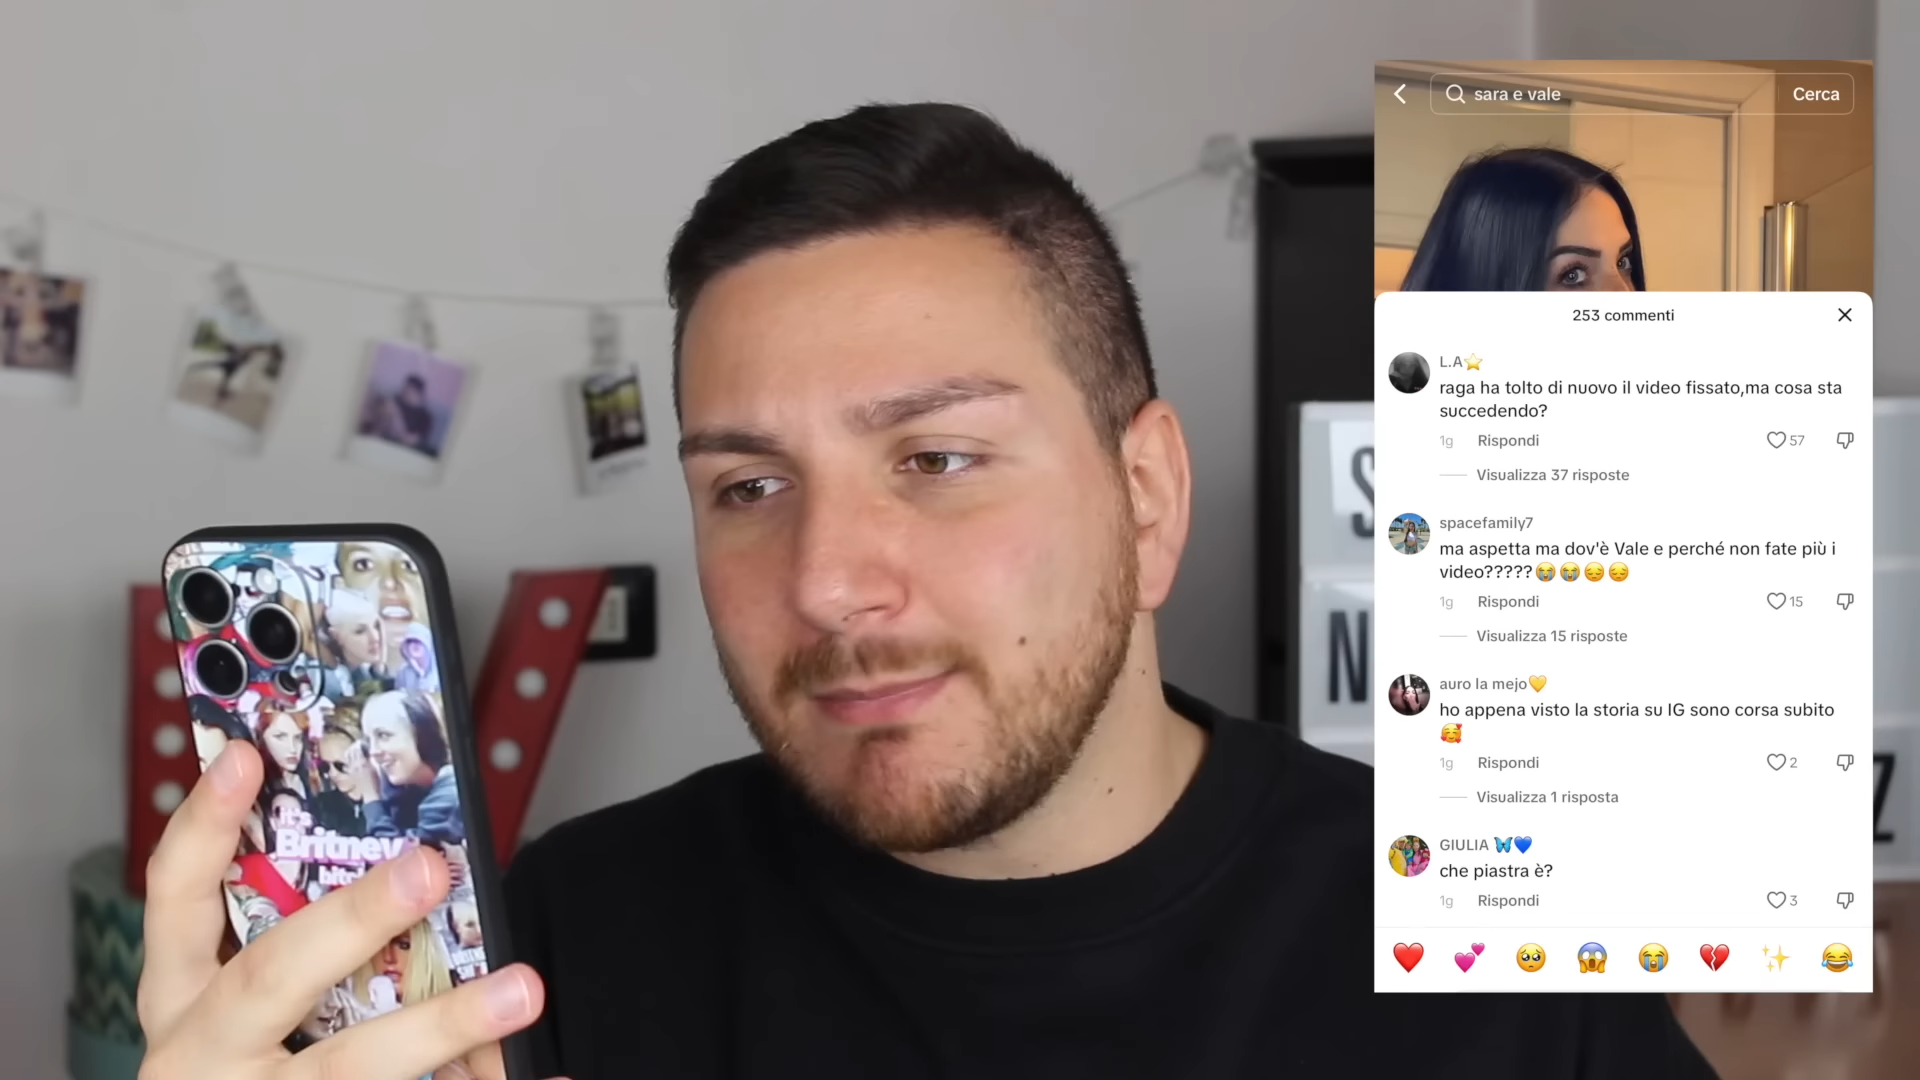 sara e vale
Cerca
253 commenti
L.A⭐
raga ha tolto di nuovo il video fissato,ma cosa sta
succedendo?
1g Rispondi 57
Visualizza 37 risposte
spacefamily7
ma aspetta ma dov'è Vale e perché non fate più i
video?????😭😭😔😔
1g Rispondi 15
Visualizza 15 risposte
auro la mejo💛
ho appena visto la storia su IG sono corsa subito
🥰
1g Rispondi 2
Visualizza 1 risposta
GIULIA 🦋💙
che piastra è?
1g Rispondi 3
it's
Britney
S
N
Z